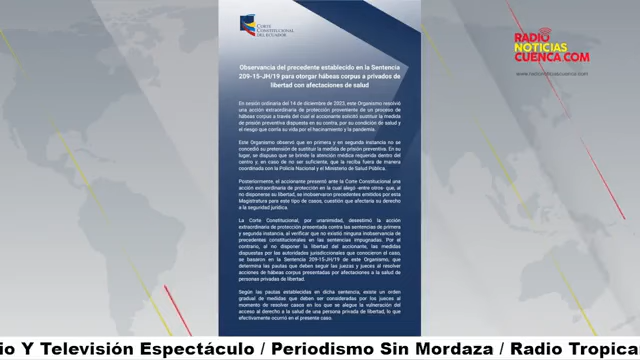 CORTE
CONSTITUCIONAL
DEL ECUADOR
RADIO
NOTICIAS
CUENCA.COM
www.radionoticiascuenca.com
Observancia del precedente establecido en la Sentencia
209-15-JH/19 para otorgar hábeas corpus a privados de
libertad con afectaciones de salud
En sesión ordinaria del 14 de diciembre de 2023, este Organismo resolvió
una acción extraordinaria de protección proveniente de un proceso de
hábeas corpus a través del cual el accionante solicitó sustituir la medida
de prisión preventiva dispuesta en su contra, por su condición de salud y
el riesgo que corría su vida por el hacinamiento y la pandemia.
Este Organismo observó que en primera y en segunda instancia no se
concedió su pretensión de sustituir la medida de prisión preventiva. En su
lugar, se dispuso que se brinde la atención médica requerida dentro del
centro y, en caso de no ser suficiente, que la reciba fuera de manera
coordinada con la Policía Nacional y el Ministerio de Salud Pública.
Posteriormente, el accionante presentó ante la Corte Constitucional una
acción extraordinaria de protección en la cual alegó -entre otros- que, al
no disponerse su libertad, se inobservaron precedentes emitidos por esta
Magistratura para este tipo de casos, cuestión que afectaría su derecho
a la seguridad jurídica.
La Corte Constitucional, por unanimidad, desestimó la acción
extraordinaria de protección presentada contra las sentencias de primera
y segunda instancia, al verificar que no existió ninguna inobservancia de
precedentes constitucionales en las sentencias impugnadas. Por el
contrario, al no disponer la libertad del accionante, las medidas
dispuestas por las autoridades jurisdiccionales que conocieron el caso,
se basaron en la Sentencia 209-15-JH/19 de este Organismo, que
determina las pautas que deben seguir las juezas y jueces al resolver
acciones de hábeas corpus presentadas por afectaciones a la salud de
personas privadas de libertad.
Según las pautas establecidas en dicha sentencia, existe un orden
gradual de medidas que deben ser consideradas por los jueces al
momento de resolver casos en los que se alegue la vulneración del
acceso al derecho a la salud de una persona privada de libertad, lo que
efectivamente ocurrió en el presente caso.
io Y Televisión Espectáculo / Periodismo Sin Mordaza / Radio Tropica